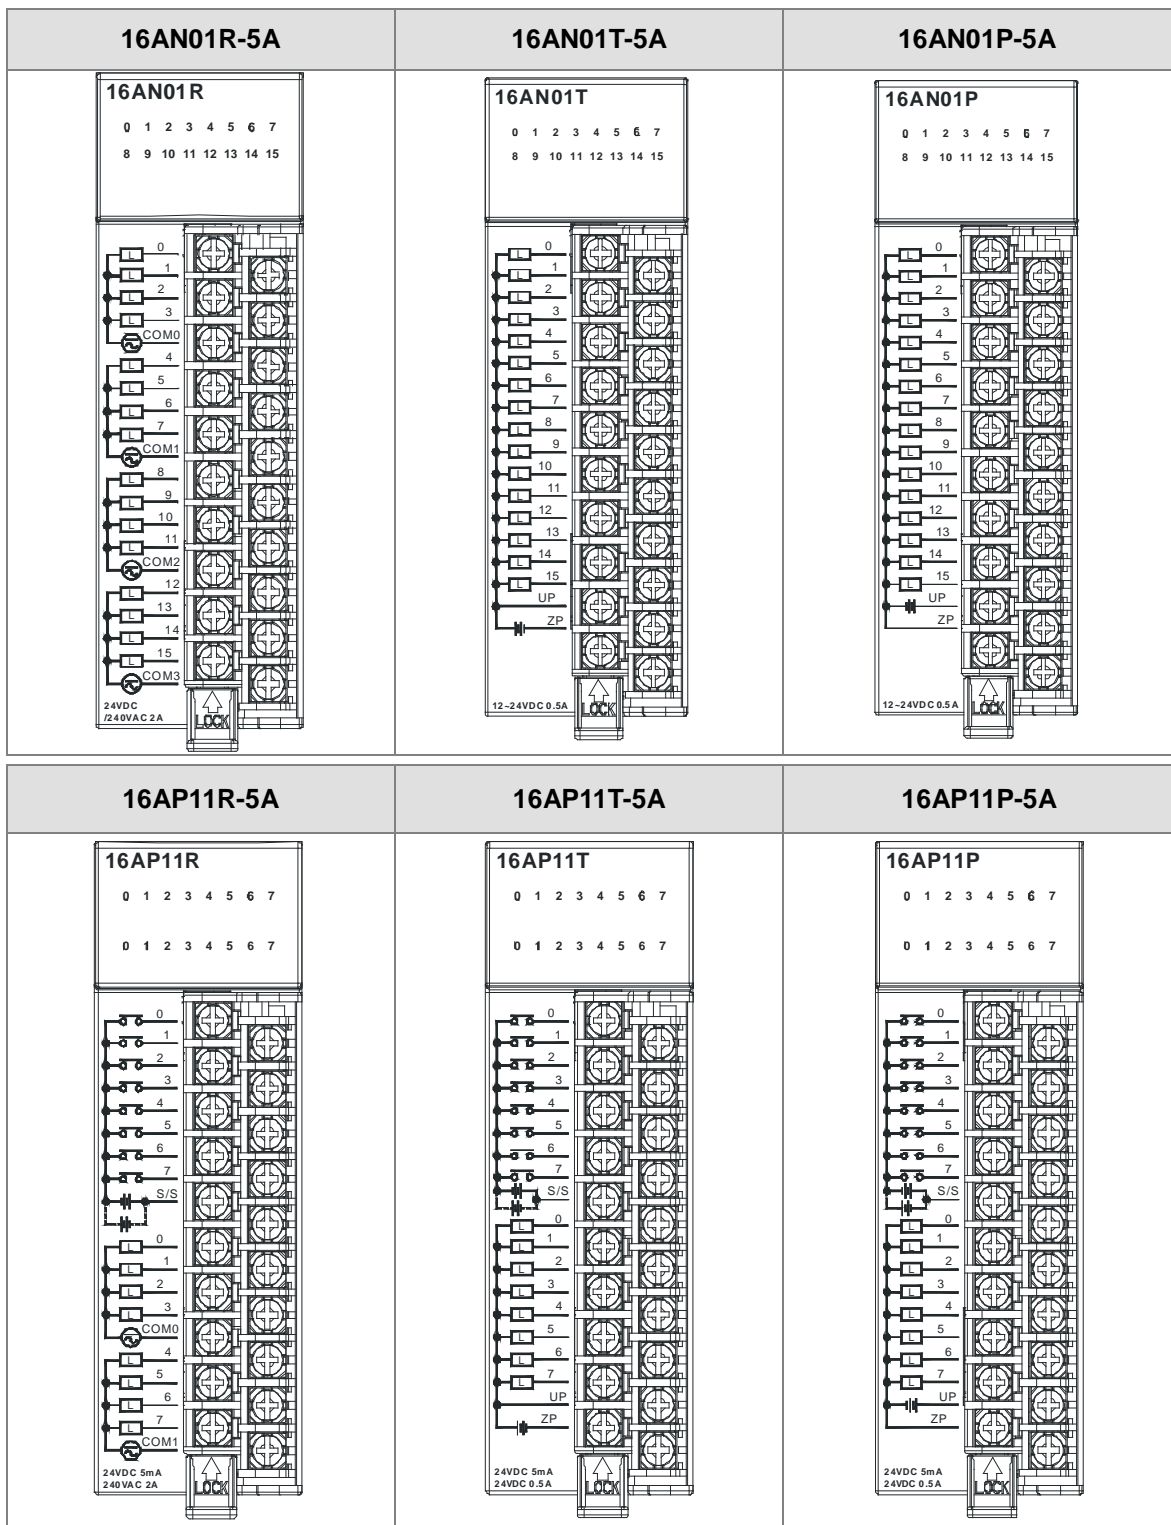 16AN01R-5A
16AN01T-5A
16AN01P-5A
16AN01R
0 1 2 3 4 5 6 7
8 9 10 11 12 13 14 15
0
1
2
3
COM0
4
5
6
7
COM1
8
9
10
11
COM2
12
13
14
15
COM3
24VDC
/240VAC 2A
LOCK
16AN01T
0 1 2 3 4 5 6 7
8 9 10 11 12 13 14 15
0
1
2
3
4
5
6
7
8
9
10
11
12
13
14
15
UP
ZP
12~24VDC 0.5A
LOCK
16AN01P
0 1 2 3 4 5 6 7
8 9 10 11 12 13 14 15
0
1
2
3
4
5
6
7
8
9
10
11
12
13
14
15
UP
ZP
12~24VDC 0.5A
LOCK
16AP11R-5A
16AP11T-5A
16AP11P-5A
16AP11R
0 1 2 3 4 5 6 7
0 1 2 3 4 5 6 7
0
1
2
3
4
5
6
7
S/S
0
1
2
3
COM0
4
5
6
7
COM1
24VDC 5mA
240VAC 2A
LOCK
16AP11T
0 1 2 3 4 5 6 7
0 1 2 3 4 5 6 7
0
1
2
3
4
5
6
7
S/S
0
1
2
3
4
5
6
7
UP
ZP
24VDC 5mA
24VDC 0.5A
LOCK
16AP11P
0 1 2 3 4 5 6 7
0 1 2 3 4 5 6 7
0
1
2
3
4
5
6
7
S/S
0
1
2
3
4
5
6
7
UP
ZP
24VDC 5mA
24VDC 0.5A
LOCK